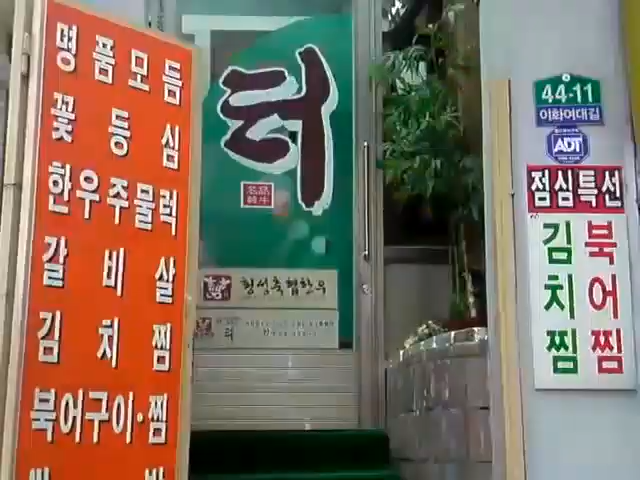 명품모듬
꽃등심
한우주물럭
갈비살
김치찜
북어구이·찜
터
횡성축협한우
44-11
이화여대길
ADT
점심특선
김치찜
북어찜